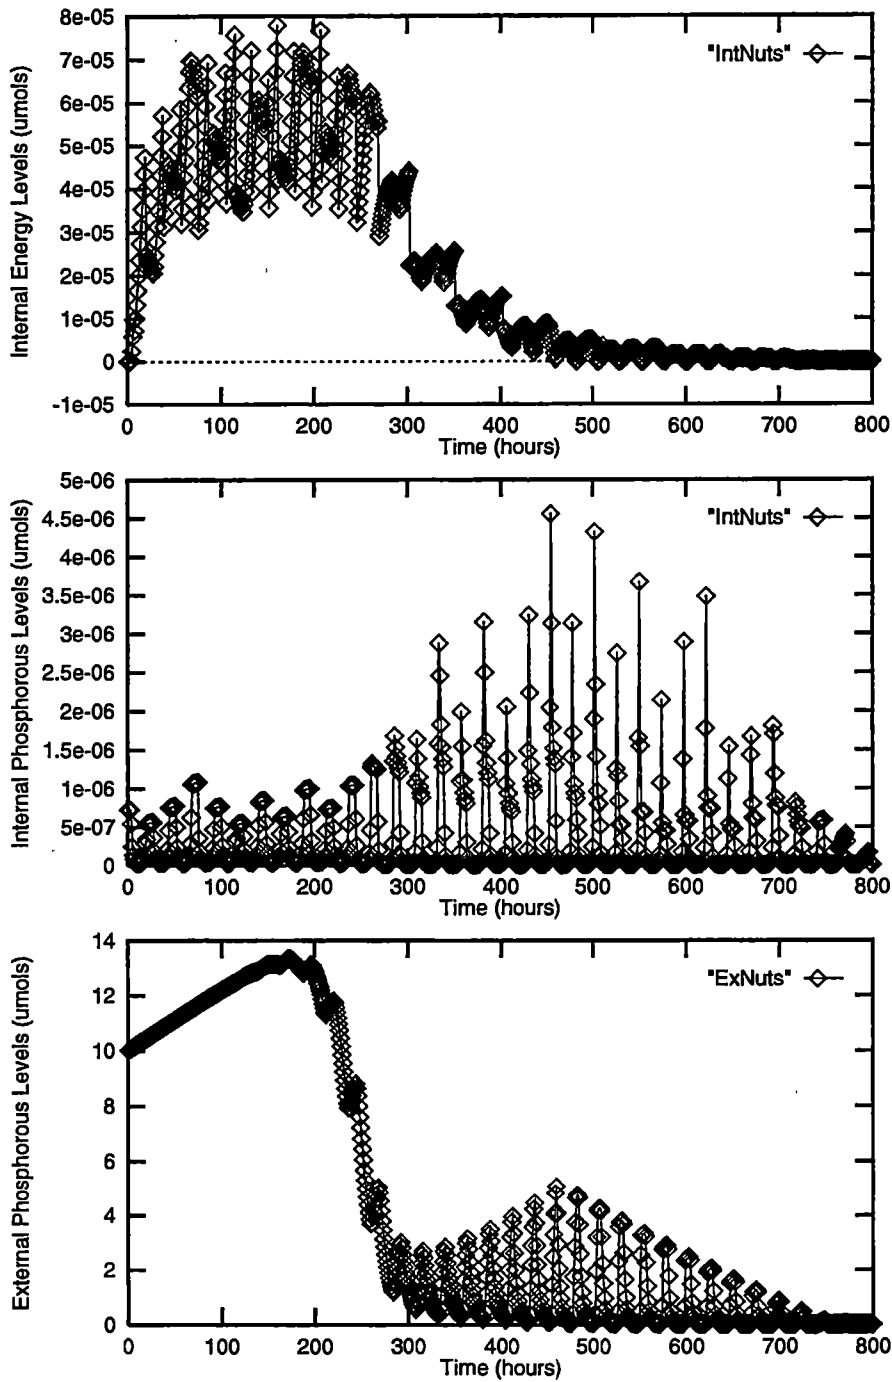 8e-05
7e-05
6e-05
5e-05
4e-05
3e-05
2e-05
1e-05
0
-1e-05
Internal Energy Levels (umols)
"IntNuts"
0 100 200 300 400 500 600 700 800
Time (hours)
5e-06
4.5e-06
4e-06
3.5e-06
3e-06
2.5e-06
2e-06
1.5e-06
1e-06
5e-07
0
Internal Phosphorous Levels (umols)
"IntNuts"
0 100 200 300 400 500 600 700 800
Time (hours)
14
12
10
8
6
4
2
0
External Phosphorous Levels (umols)
"ExNuts"
0 100 200 300 400 500 600 700 800
Time (hours)